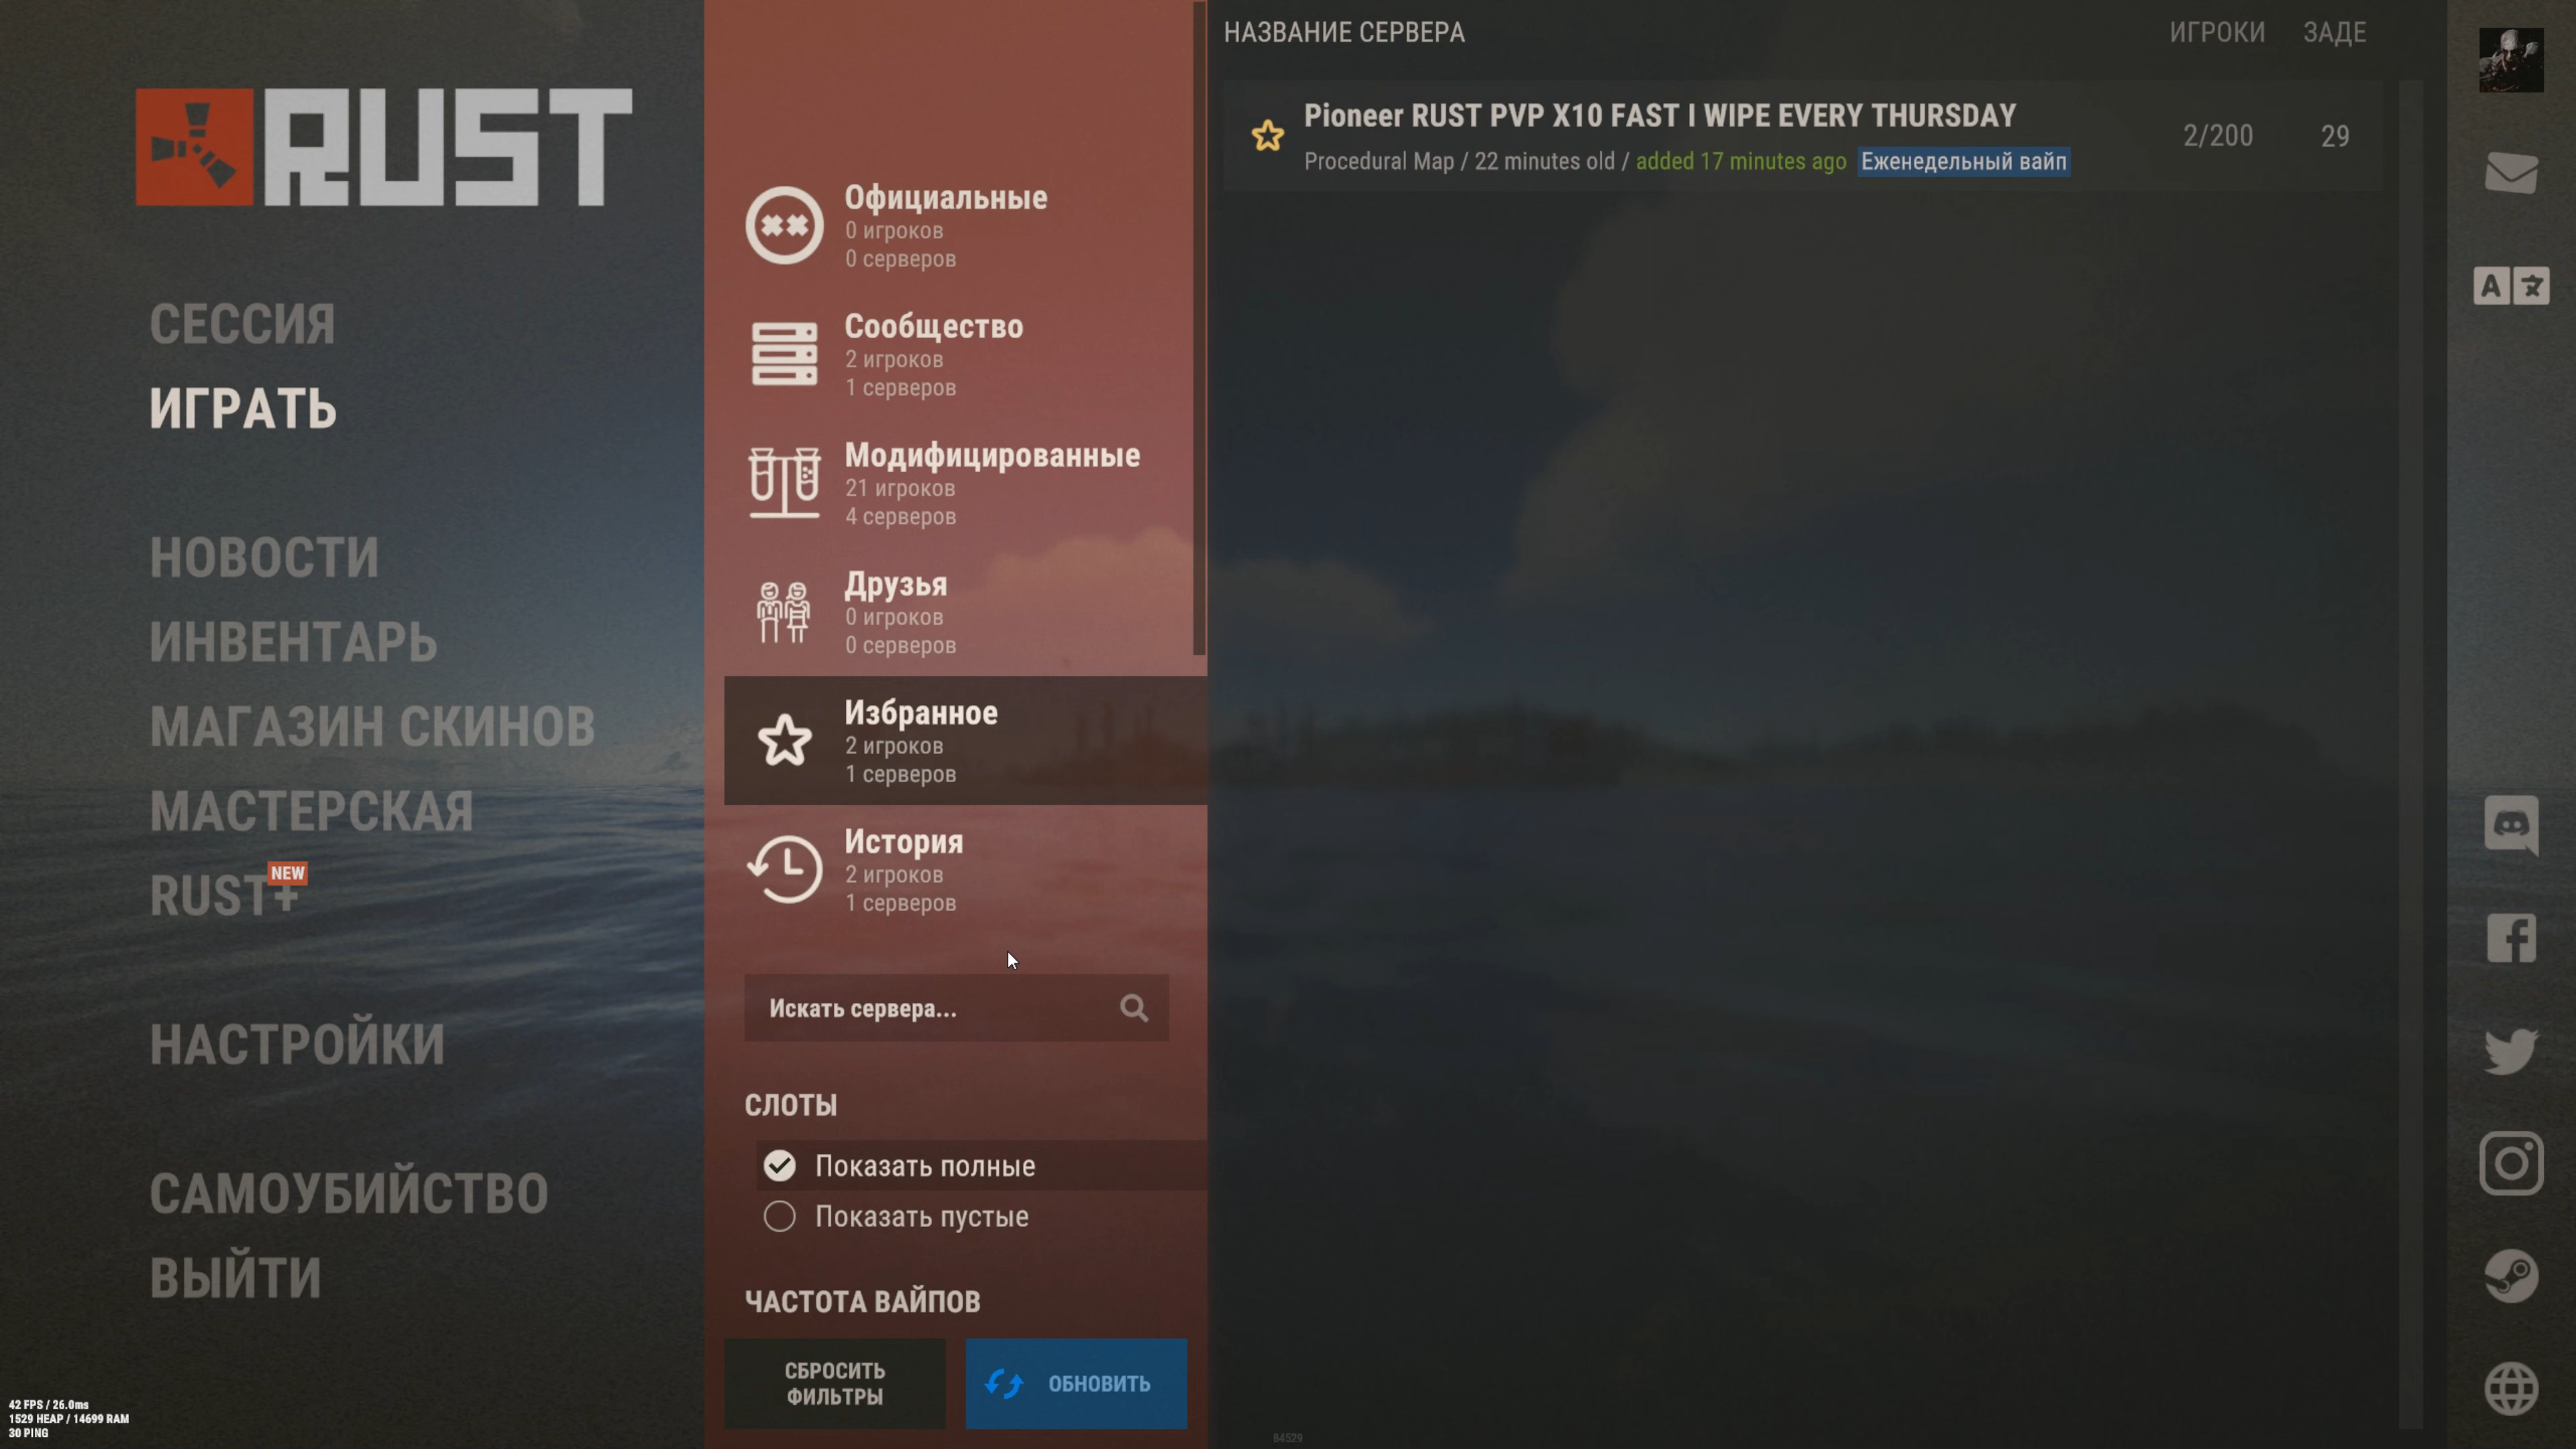 RUST
СЕССИЯ
ИГРАТЬ
НОВОСТИ
ИНВЕНТАРЬ
МАГАЗИН СКИНОВ
МАСТЕРСКАЯ
RUST+
NEW
НАСТРОЙКИ
САМОУБИЙСТВО
ВЫЙТИ
42 FPS / 26.0ms
1529 HEAP / 14699 RAM
30 PING
Официальные
0 игроков
0 серверов
Сообщество
2 игроков
1 серверов
Модифицированные
21 игроков
4 серверов
Друзья
0 игроков
0 серверов
Избранное
2 игроков
1 серверов
История
2 игроков
1 серверов
Искать сервера...
СЛОТЫ
Показать полные
Показать пустые
ЧАСТОТА ВАЙПОВ
СБРОСИТЬ
ФИЛЬТРЫ
ОБНОВИТЬ
НАЗВАНИЕ СЕРВЕРА ИГРОКИ ЗАДЕ
Pioneer RUST PVP X10 FAST I WIPE EVERY THURSDAY
2/200 29
Procedural Map / 22 minutes old / added 17 minutes ago Еженедельный вайп
84529
A 文